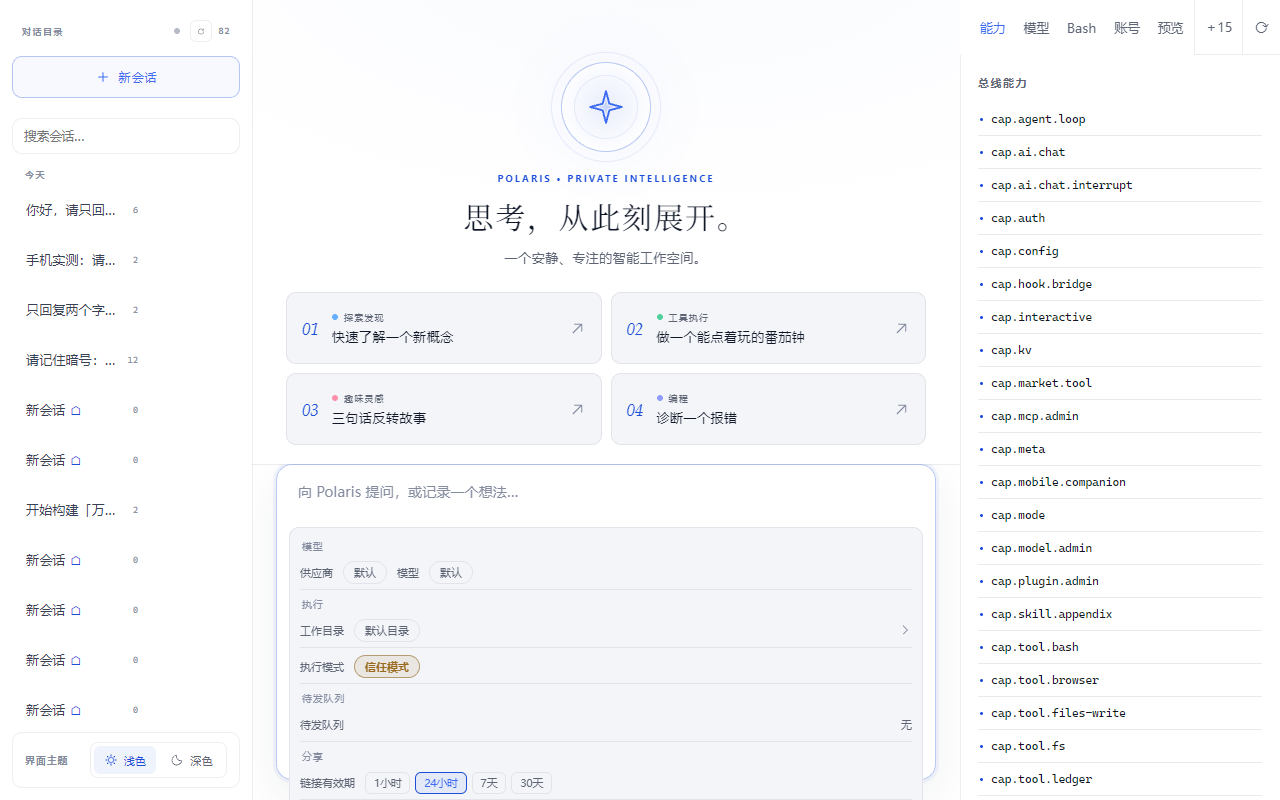 对话目录
82
+ 新会话
搜索会话...
今天
你好，请只回... 6
手机实测：请... 2
只回复两个字... 2
请记住暗号：... 12
新会话 0
新会话 0
开始构建「万... 2
新会话 0
新会话 0
新会话 0
新会话 0
界面主题 浅色 深色
POLARIS • PRIVATE INTELLIGENCE
思考，从此刻展开。
一个安静、专注的智能工作空间。
01 探索发现
快速了解一个新概念
02 工具执行
做一个能点着玩的番茄钟
03 趣味灵感
三句话反转故事
04 编程
诊断一个报错
向 Polaris 提问，或记录一个想法...
模型
供应商 默认 模型 默认
执行
工作目录 默认目录
执行模式 信任模式
待发队列
待发队列 无
分享
链接有效期 1小时 24小时 7天 30天
能力 模型 Bash 账号 预览 +15
总线能力
cap.agent.loop
cap.ai.chat
cap.ai.chat.interrupt
cap.auth
cap.config
cap.hook.bridge
cap.interactive
cap.kv
cap.market.tool
cap.mcp.admin
cap.meta
cap.mobile.companion
cap.mode
cap.model.admin
cap.plugin.admin
cap.skill.appendix
cap.tool.bash
cap.tool.browser
cap.tool.files-write
cap.tool.fs
cap.tool.ledger